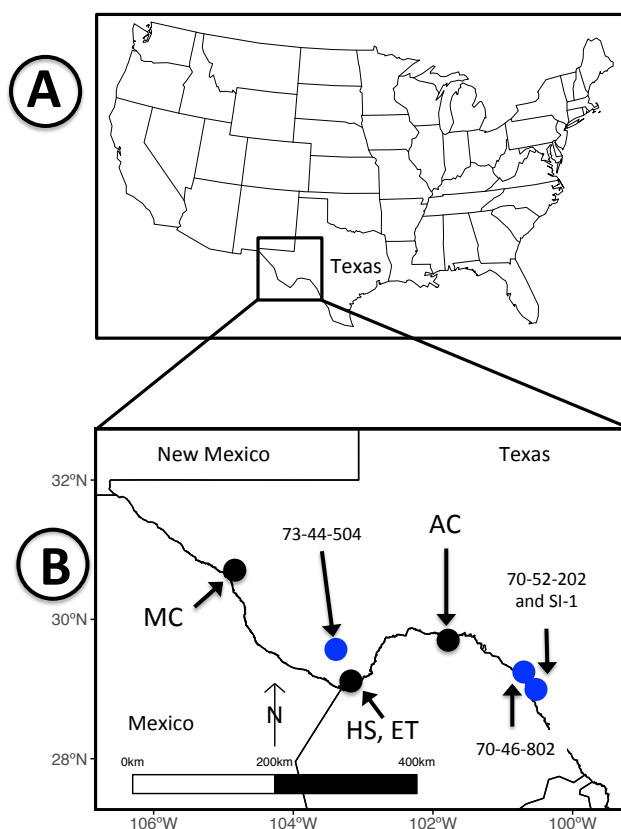 A
Texas
B
New Mexico
Texas
32°N
30°N
28°N
73-44-504
AC
70-52-202
and SI-1
MC
HS, ET
70-46-802
Mexico
N
0km
200km
400km
106°W
104°W
102°W
100°W